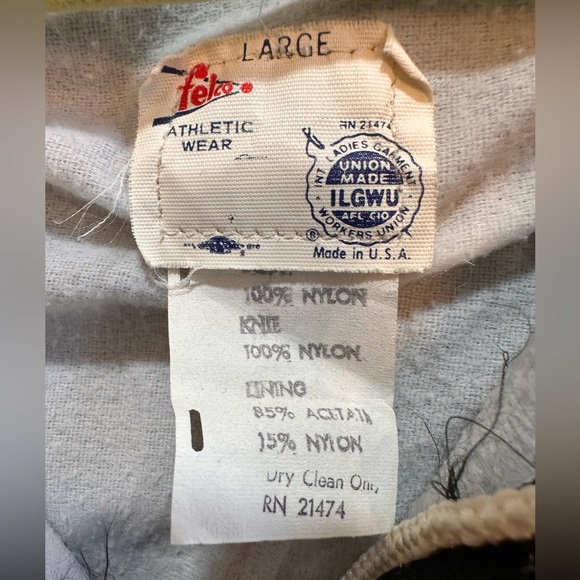 LARGE
felco
ATHLETIC
WEAR
RN 21474
INT'L LADIES GARMENT
UNION
MADE
ILGWU
AFL-CIO
WORKERS UNION
®
Made in U.S.A.
100% NYLON
KNIT
100% NYLON
LINING
85% ACETATE
15% NYLON
Dry Clean Only
RN 21474